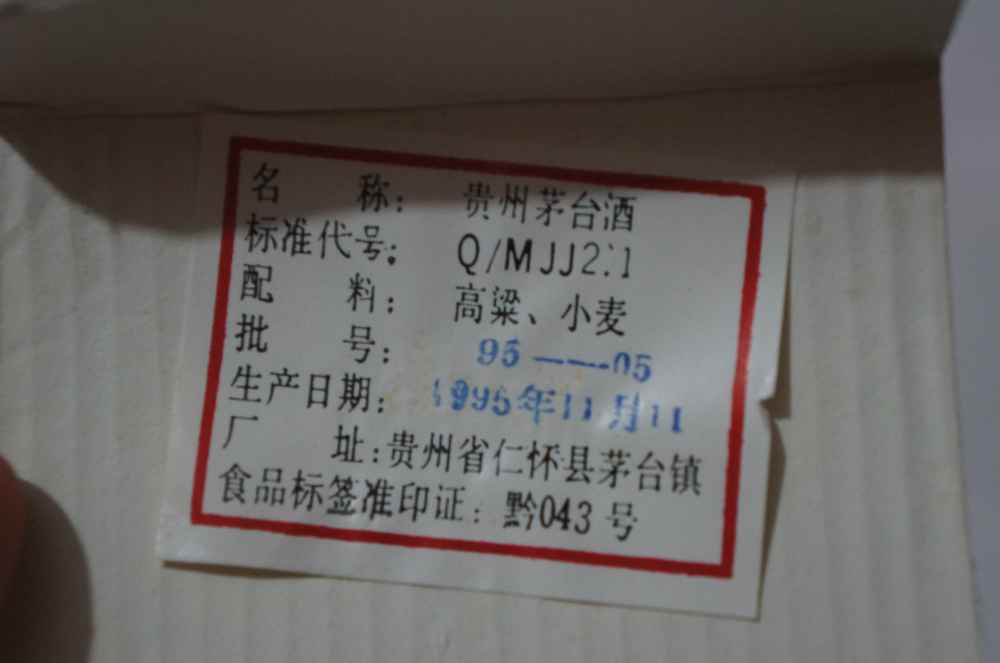 名　　称：贵州茅台酒
标准代号：Q/MJJ2.1
配　　料：高粱、小麦
批　　号：95——05
生产日期：1995年11月11
厂　　址：贵州省仁怀县茅台镇
食品标签准印证：黔043号